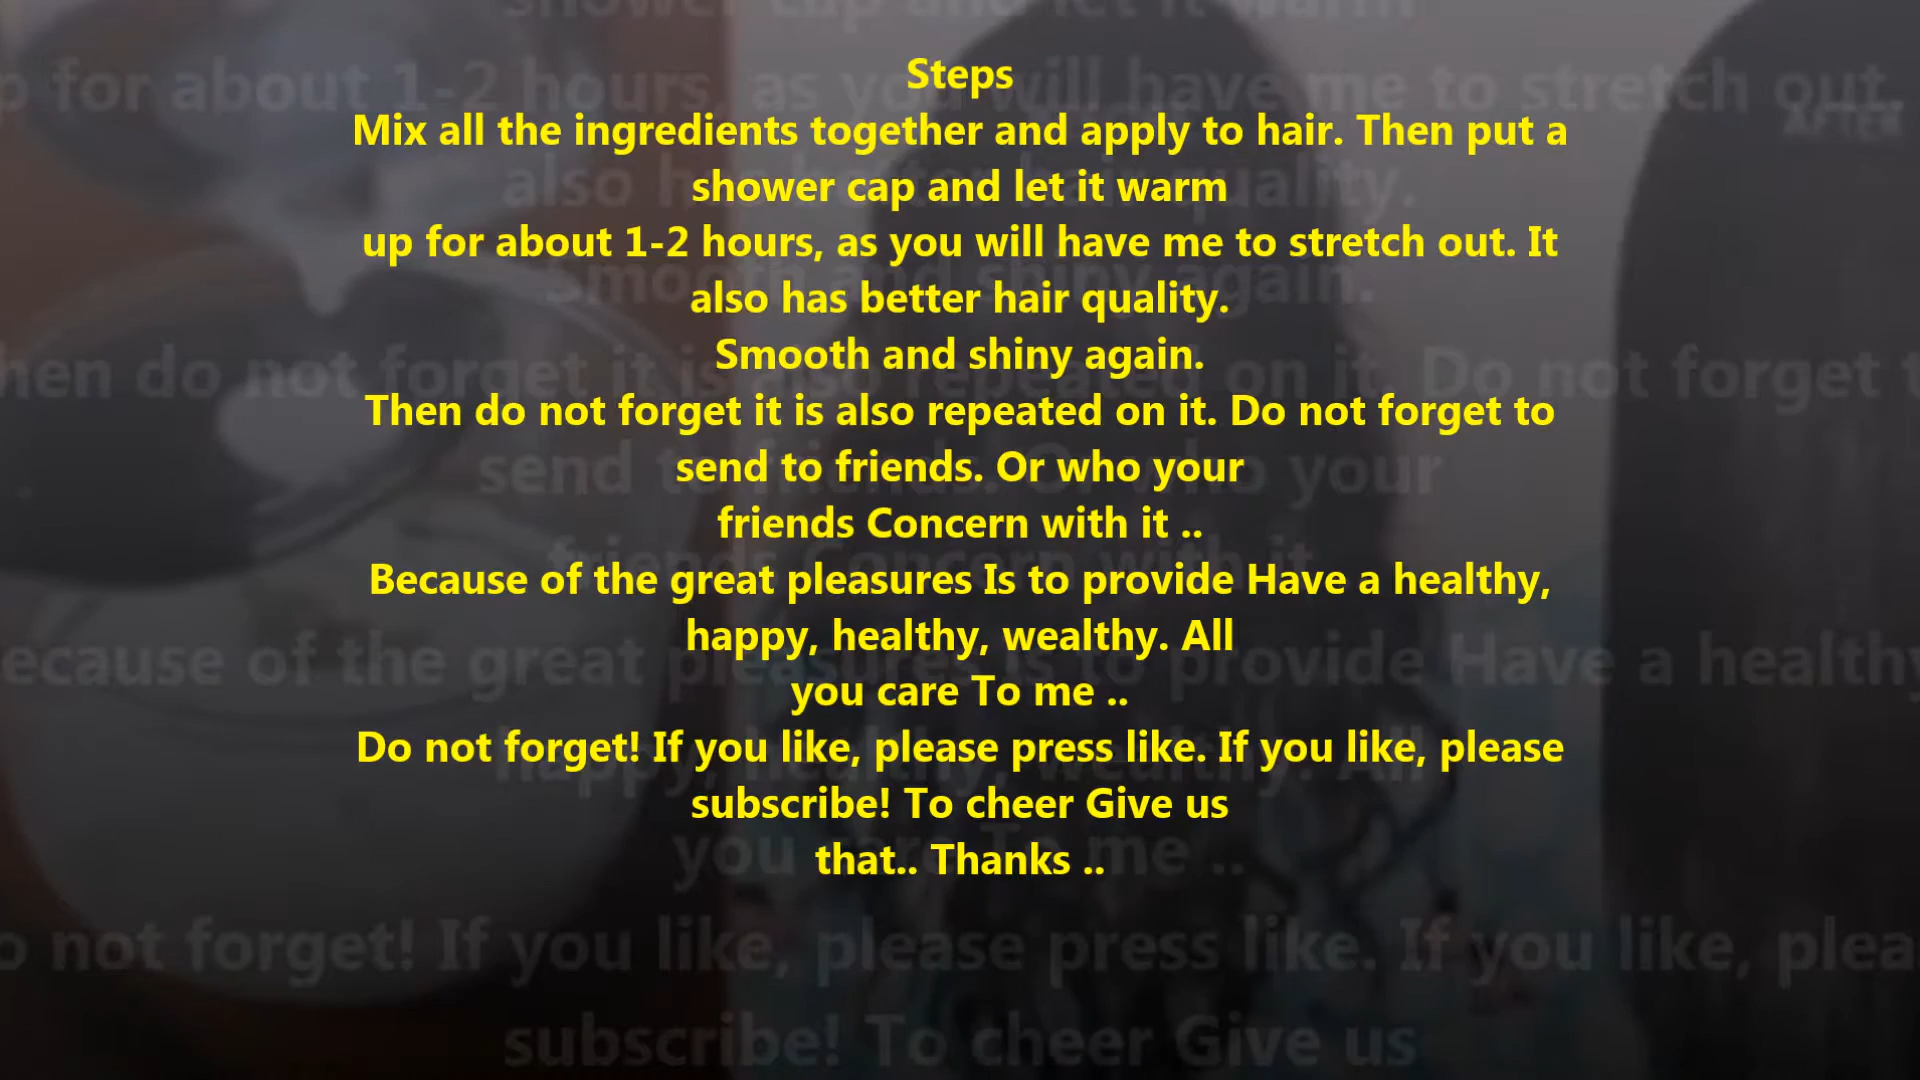 Steps
Mix all the ingredients together and apply to hair. Then put a
shower cap and let it warm
up for about 1-2 hours, as you will have me to stretch out. It
also has better hair quality.
Smooth and shiny again.
Then do not forget it is also repeated on it. Do not forget to
send to friends. Or who your
friends Concern with it ..
Because of the great pleasures Is to provide Have a healthy,
happy, healthy, wealthy. All
you care To me ..
Do not forget! If you like, please press like. If you like, please
subscribe! To cheer Give us
that.. Thanks ..
AFTER